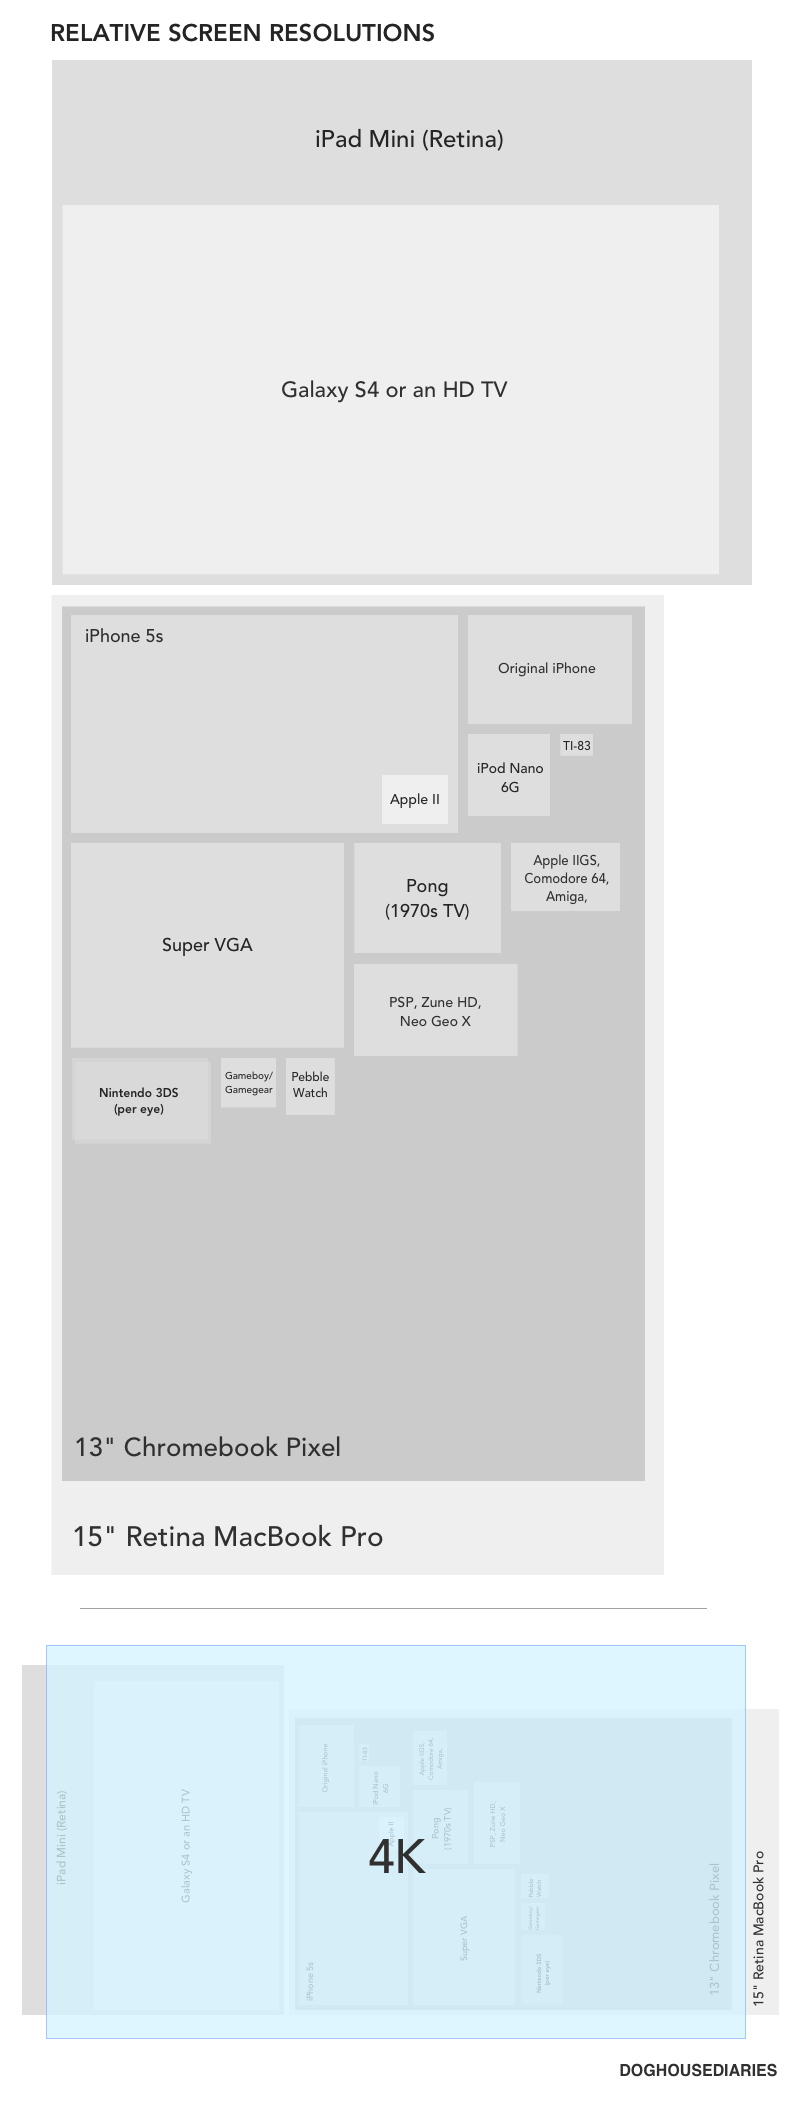 RELATIVE SCREEN RESOLUTIONS
iPad Mini (Retina)
Galaxy S4 or an HD TV
iPhone 5s
Original iPhone
TI-83
iPod Nano
6G
Apple II
Apple IIGS,
Comodore 64,
Amiga,
Pong
(1970s TV)
Super VGA
PSP, Zune HD,
Neo Geo X
Nintendo 3DS
(per eye)
Gameboy/
Gamegear
Pebble
Watch
13" Chromebook Pixel
15" Retina MacBook Pro
iPad Mini (Retina)
Galaxy S4 or an HD TV
Original iPhone
TI-83
iPod Nano
6G
Apple II
iPhone 5s
Apple IIGS,
Comodore 64,
Amiga,
Pong
(1970s TV)
PSP, Zune HD,
Neo Geo X
Super VGA
Pebble
Watch
Gameboy/
Gamegear
Nintendo 3DS
(per eye)
4K
13" Chromebook Pixel
15" Retina MacBook Pro
DOGHOUSEDIARIES